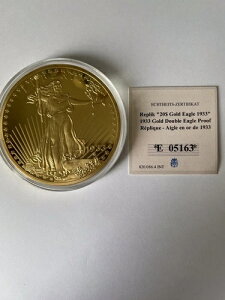 ECHTHEITS-ZERTIFIKAT
Replik "20$ Gold Eagle 1933"
1933 Gold Double Eagle Proof
Réplique - Aigle en or de 1933
*E 05163*